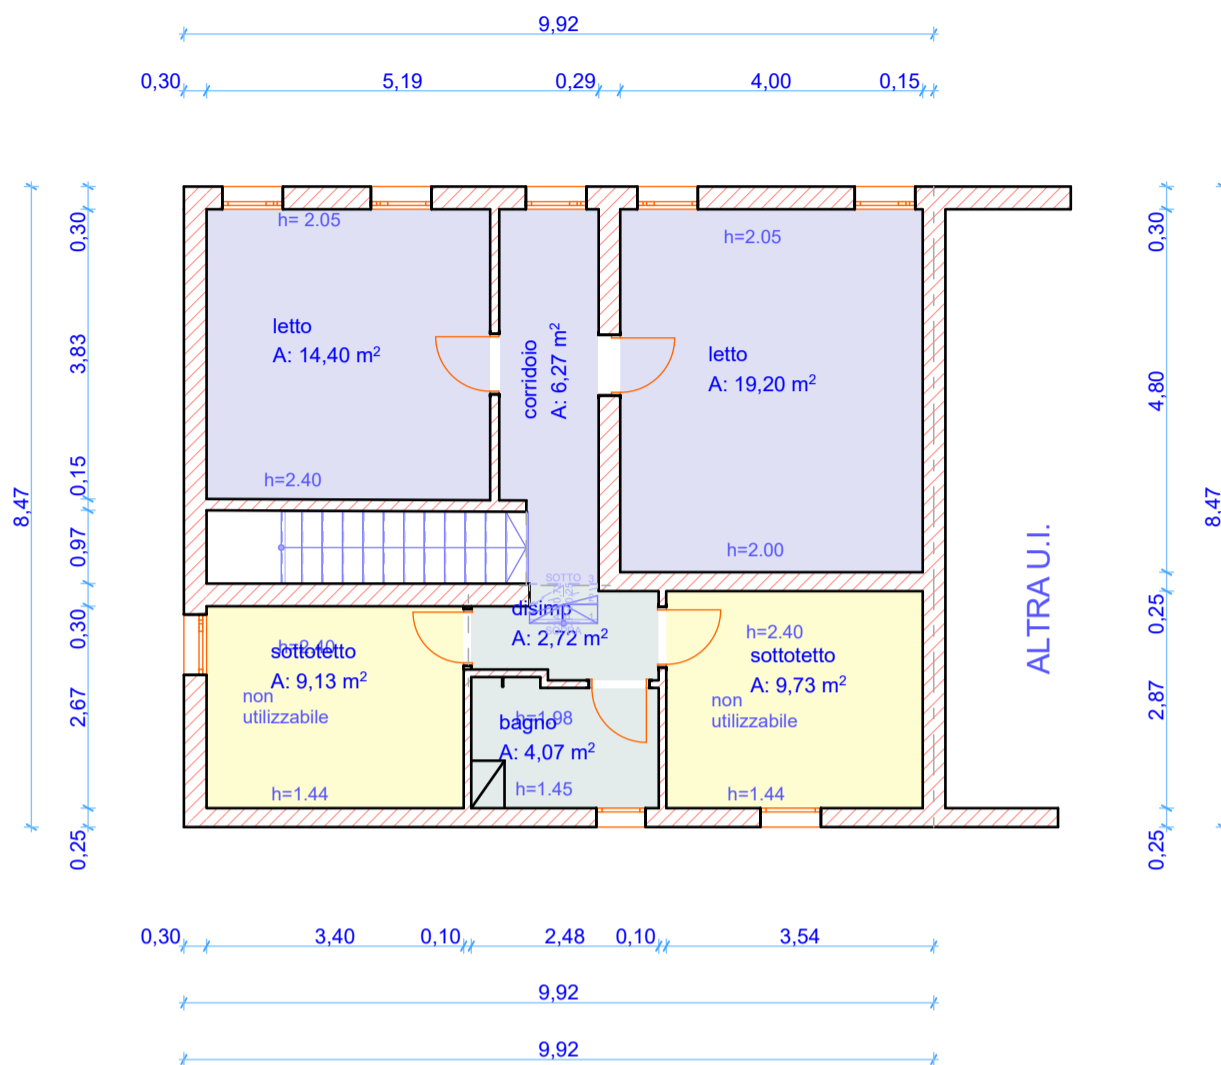 9,92
0,30
5,19
0,29
4,00
0,15
h= 2.05
h=2.05
0,30
0,30
letto
A: 14,40 m²
corridoio
A: 6,27 m²
letto
A: 19,20 m²
3,83
4,80
h=2.40
0,15
8,47
8,47
0,97
h=2.00
ALTRA U.I.
SOTTO
disimp
A: 2,72 m²
0,30
0,25
h=2.40
sottotetto
A: 9,13 m²
non
utilizzabile
h=2.40
sottotetto
A: 9,73 m²
non
utilizzabile
2,67
2,87
h=1.98
bagno
A: 4,07 m²
h=1.44
h=1.45
h=1.44
0,25
0,25
0,30
3,40
0,10
2,48
0,10
3,54
9,92
9,92